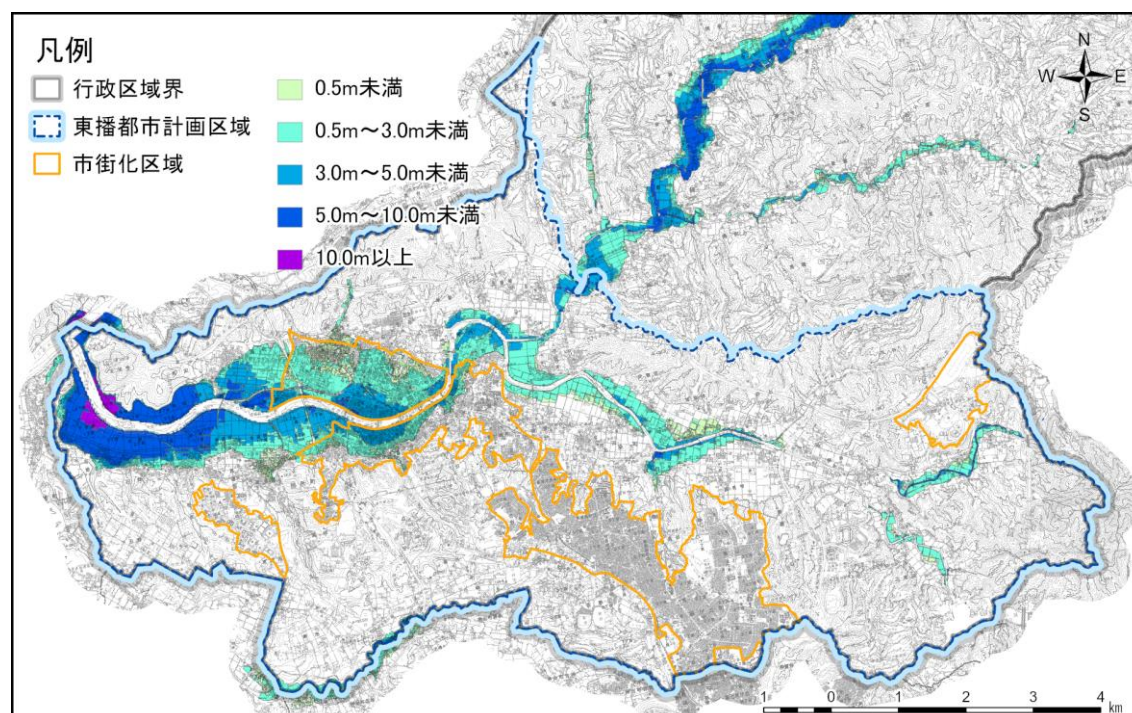 凡例
行政区域界
東播都市計画区域
市街化区域
0.5m未満
0.5m～3.0m未満
3.0m～5.0m未満
5.0m～10.0m未満
10.0m以上
N
W E
S
1 0 1 2 3 4
km